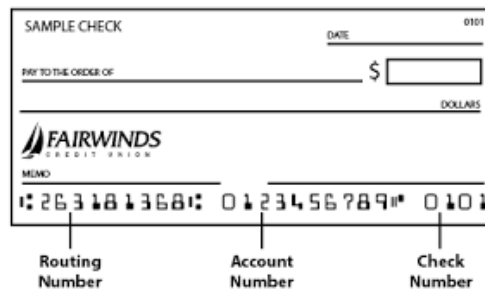 SAMPLE CHECK 0101
DATE
PAY TO THE ORDER OF $
DOLLARS
FAIRWINDS
CREDIT UNION
MEMO
⑆263181368⑆ 0123456789⑈ 0101
Routing Number
Account Number
Check Number